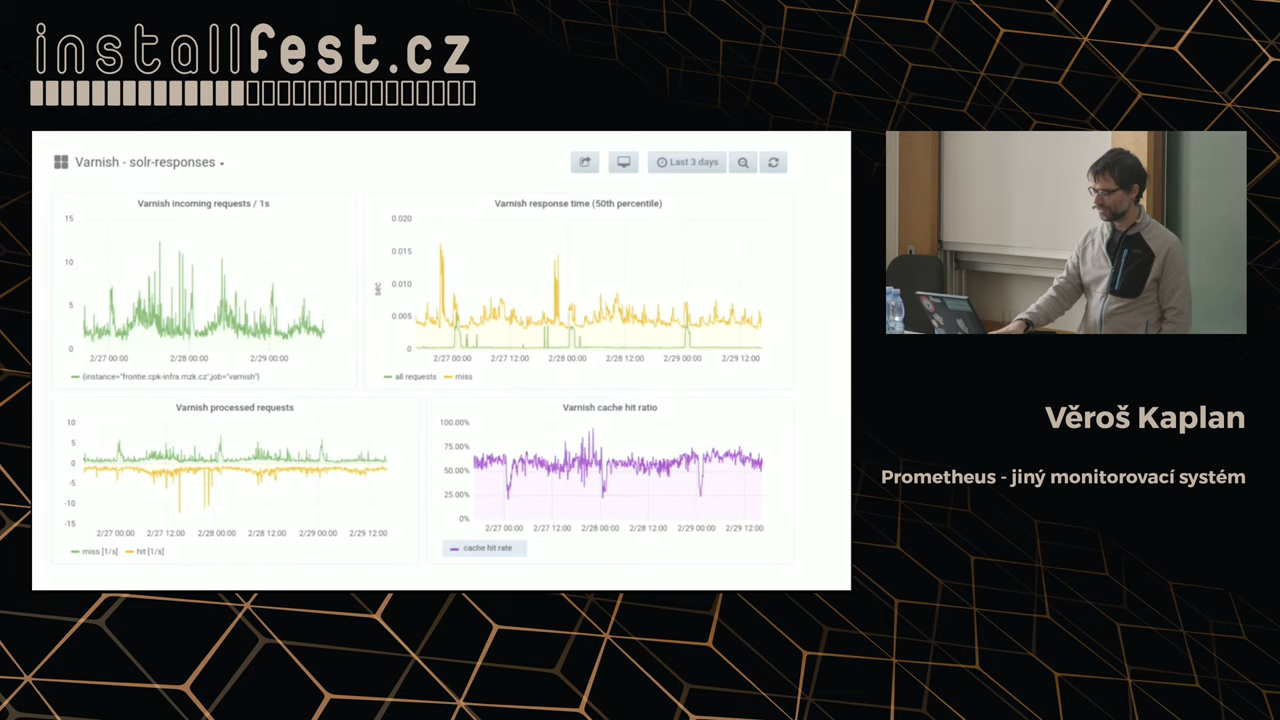 installfest.cz
Varnish - solr-responses
Last 3 days
Varnish incoming requests / 1s
15
10
5
0
2/27 00:00 2/28 00:00 2/29 00:00
{instance="frontie.cpk-infra.mzk.cz",job="varnish"}
Varnish response time (50th percentile)
sec
0.020
0.015
0.010
0.005
0
2/27 00:00 2/27 12:00 2/28 00:00 2/28 12:00 2/29 00:00 2/29 12:00
all requests miss
Varnish processed requests
10
5
0
-5
-10
-15
2/27 00:00 2/27 12:00 2/28 00:00 2/28 12:00 2/29 00:00 2/29 12:00
miss [1/s] hit [1/s]
Varnish cache hit ratio
100.00%
75.00%
50.00%
25.00%
0%
2/27 00:00 2/27 12:00 2/28 00:00 2/28 12:00 2/29 00:00 2/29 12:00
cache hit rate
Věroš Kaplan
Prometheus - jiný monitorovací systém